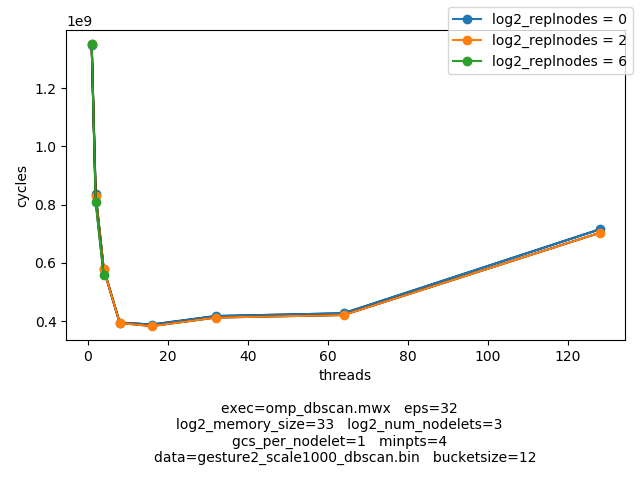 1e9
log2_replnodes = 0
log2_replnodes = 2
log2_replnodes = 6
1.2
1.0
0.8
0.6
0.4
cycles
0 20 40 60 80 100 120
threads
exec=omp_dbscan.mwx eps=32
log2_memory_size=33 log2_num_nodelets=3
gcs_per_nodelet=1 minpts=4
data=gesture2_scale1000_dbscan.bin bucketsize=12